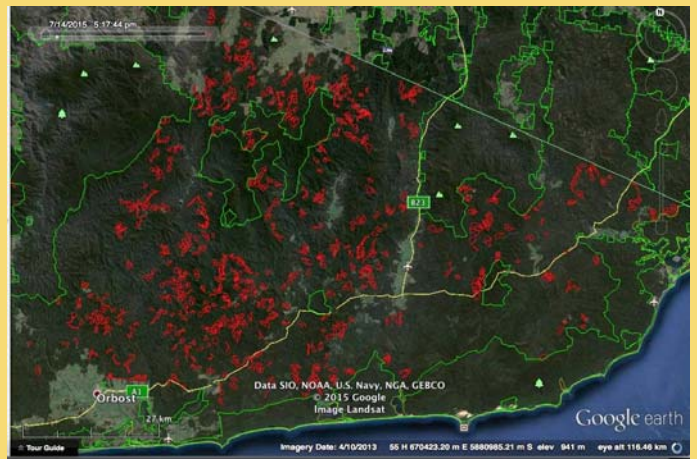 7/14/2015 5:17:44 pm
N
B23
A1
Orbost
27 km
Data SIO, NOAA, U.S. Navy, NGA, GEBCO
© 2015 Google
Image Landsat
Google earth
Tour Guide
Imagery Date: 4/10/2013 55 H 670423.20 m E 5880985.21 m S elev 941 m eye alt 116.46 km